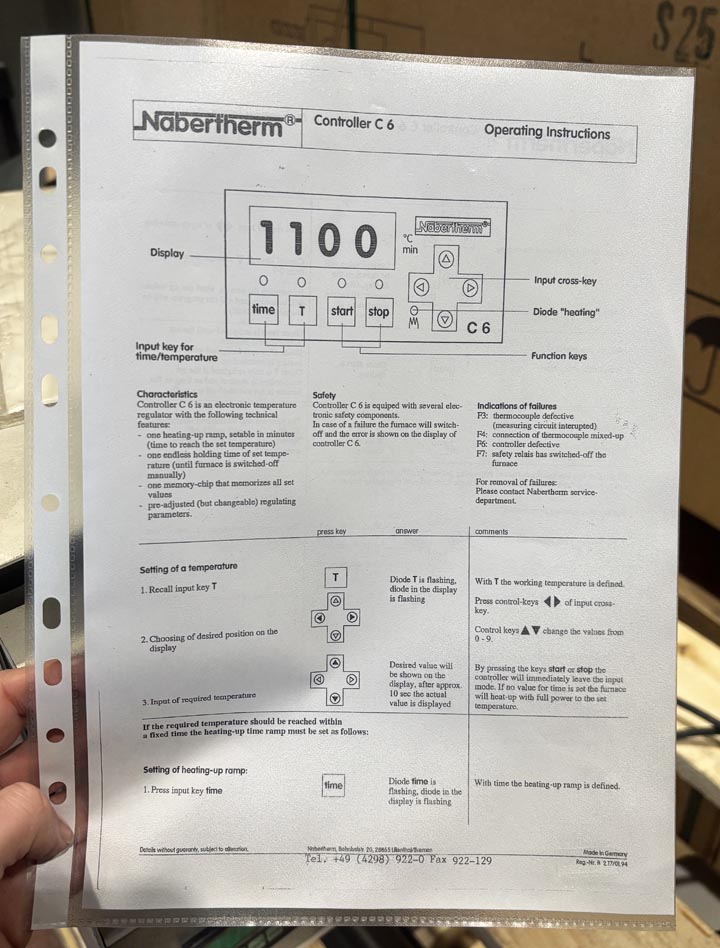 S25
Nabertherm® Controller C 6 Operating Instructions
1100
Nabertherm®
°C
min
Display
Input cross-key
time T start stop
Diode "heating"
C 6
Input key for
time/temperature
Function keys
Characteristics
Controller C 6 is an electronic temperature
regulator with the following technical
features:
- one heating-up ramp, setable in minutes
(time to reach the set temperature)
- one endless holding time of set tempe-
rature (until furnace is switched-off
manually)
- one memory-chip that memorizes all set
values
- pre-adjusted (but changeable) regulating
parameters.
Safety
Controller C 6 is equiped with several elec-
tronic safety components.
In case of a failure the furnace will switch-
off and the error is shown on the display of
controller C 6.
Indications of failures
F3: thermocouple defective
(measuring circuit interupted)
F4: connection of thermocouple mixed-up
F6: controller defective
F7: safety relais has switched-off the
furnace
For removal of failures:
Please contact Nabertherm service-
department.
press key answer comments
Setting of a temperature
1. Recall input key T
T
Diode T is flashing,
diode in the display
is flashing
With T the working temperature is defined.
Press control-keys ◀ ▶ of input cross-
key.
2. Choosing of desired position on the
display
Control keys ▲ ▼ change the values from
0 - 9.
3. Input of required temperature
Desired value will
be shown on the
display, after approx.
10 sec the actual
value is displayed
By pressing the keys start or stop the
controller will immediately leave the input
mode. If no value for time is set the furnace
will heat-up with full power to the set
temperature.
If the required temperature should be reached within
a fixed time the heating-up time ramp must be set as follows:
Setting of heating-up ramp:
1. Press input key time
time
Diode time is
flashing, diode in the
display is flashing
With time the heating-up ramp is defined.
Details without guaranty, subject to alteration.
Nabertherm, Bahnhofstr. 20, 28865 Lilienthal/Bremen
Tel. +49 (4298) 922-0 Fax 922-129
Made in Germany
Reg.-Nr. B 2.17/01.94